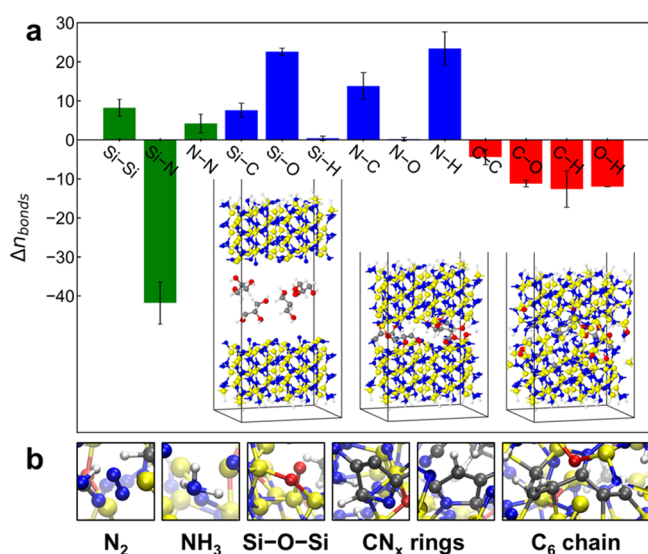 a
30
20
10
0
−10
−20
−30
−40
Δn_bonds
Si−Si
Si−N
N−N
Si−C
Si−O
Si−H
N−C
N−O
N−H
C−C
C−O
C−H
O−H
b
N₂ NH₃ Si−O−Si CNₓ rings C₆ chain